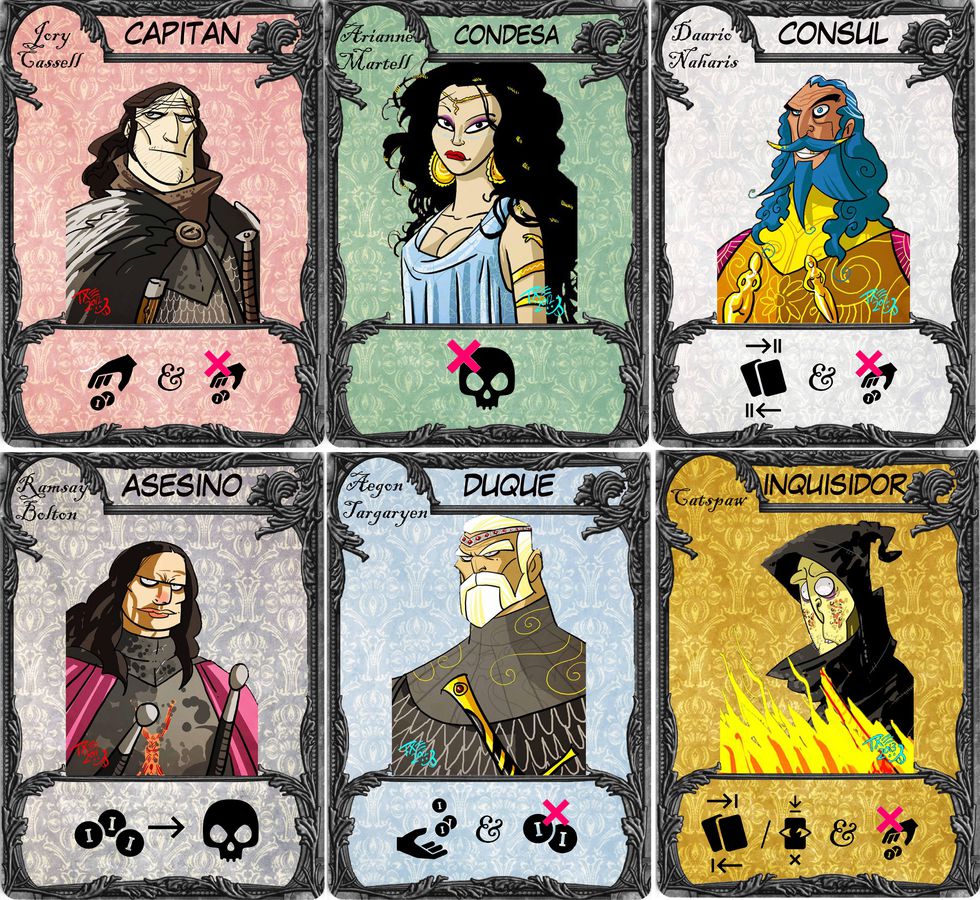 Jory
Cassell
CAPITAN
Arianne
Martell
CONDESA
Daario
Naharis
CONSUL
&
&
Ramsay
Bolton
ASESINO
Aegon
Targaryen
DUQUE
Catspaw
INQUISIDOR
I I I
&
I I
/
&